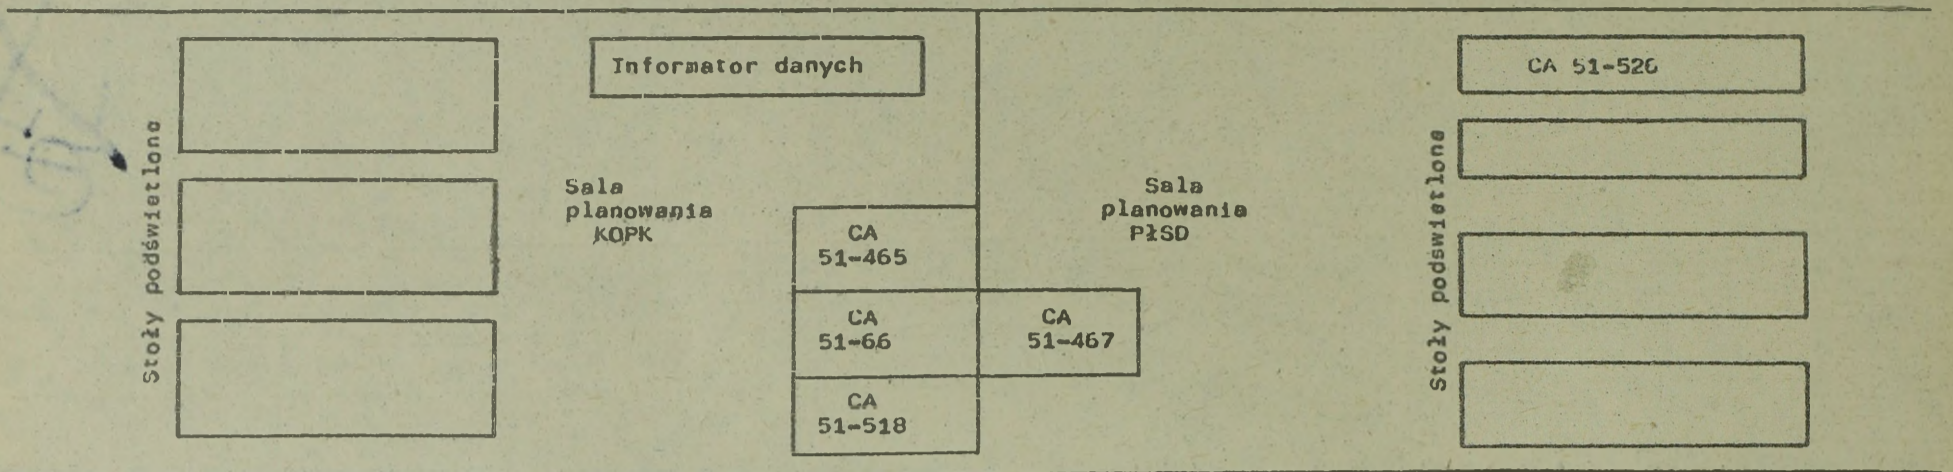 Stoły podświetlone
Informator danych
Sala
planowania
KOPK
CA
51-465
CA
51-66
CA
51-518
Sala
planowania
PŁSD
CA
51-467
Stoły podświetlone
CA 51-526